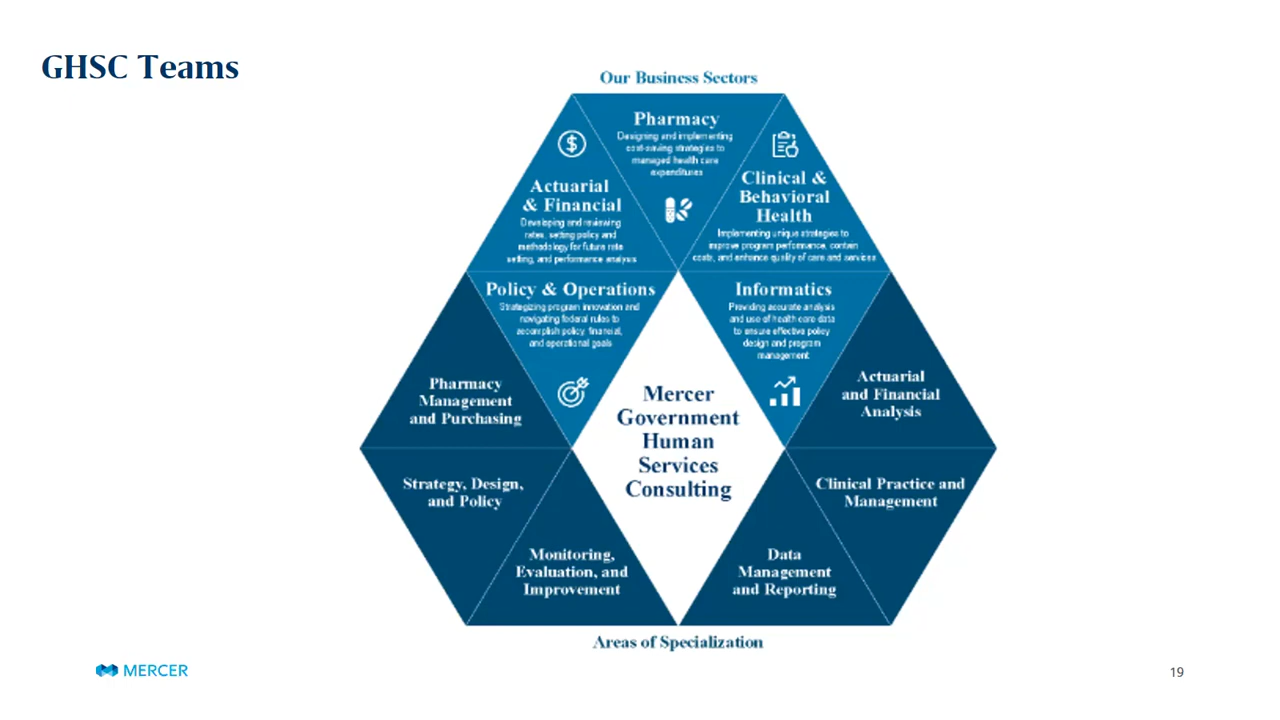 GHSC Teams
Our Business Sectors
Pharmacy
Designing and implementing
cost-saving strategies to
managed health care
expenditures
Actuarial
& Financial
Developing and reviewing
rates, setting policy and
methodology for future rate
setting, and performance analysis
Clinical &
Behavioral
Health
Implementing unique strategies to
improve program performance, contain
costs, and enhance quality of care and services
Policy & Operations
Strategizing program innovation and
navigating federal rules to
accomplish policy, financial,
and operational goals
Informatics
Providing accurate analysis
and use of health care data
to ensure effective policy
design and program
management
Mercer
Government
Human
Services
Consulting
Pharmacy
Management
and Purchasing
Actuarial
and Financial
Analysis
Strategy, Design,
and Policy
Clinical Practice and
Management
Monitoring,
Evaluation, and
Improvement
Data
Management
and Reporting
Areas of Specialization
MERCER
19